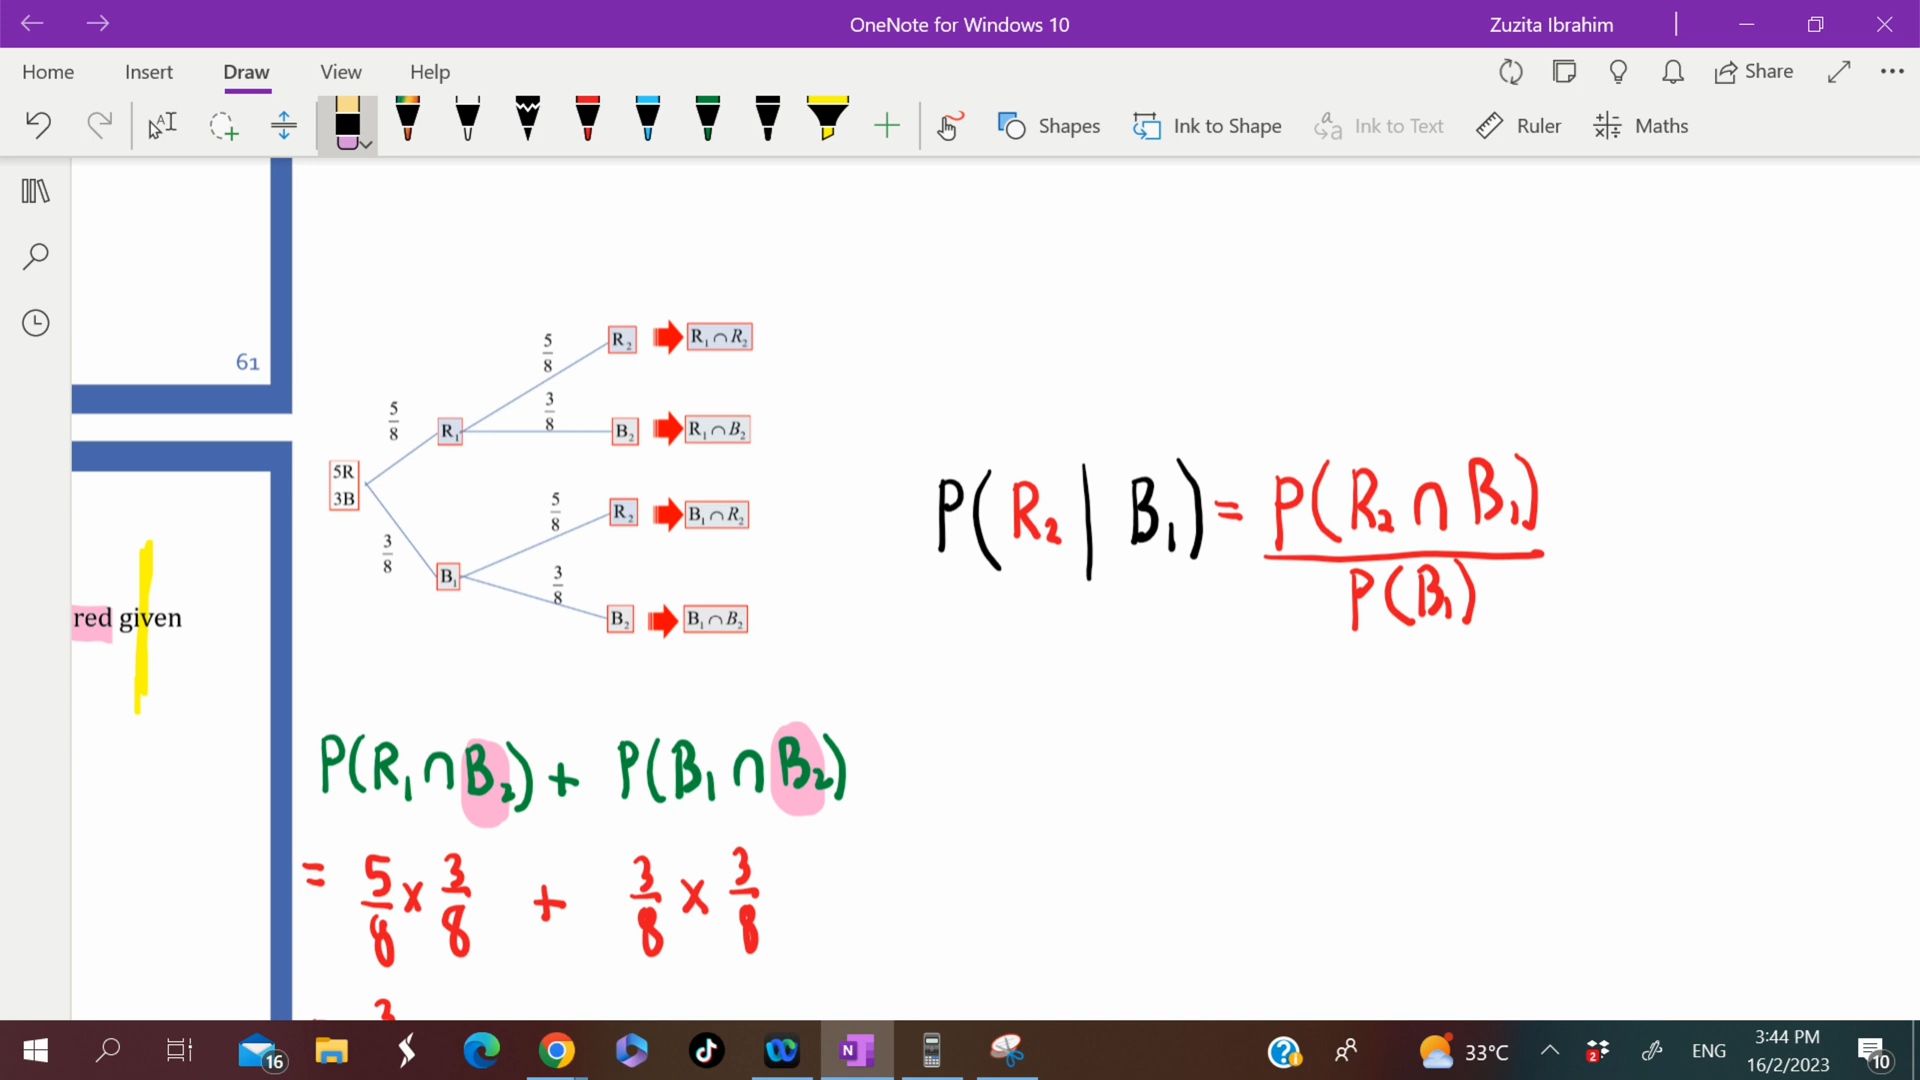 OneNote for Windows 10
Zuzita Ibrahim
Home Insert Draw View Help
Share
Shapes Ink to Shape Ink to Text Ruler Maths
61
red given
5R
3B
5/8
3/8
R₁
B₁
5/8
3/8
5/8
3/8
R₂ R₁ ∩ R₂
B₂ R₁ ∩ B₂
R₂ B₁ ∩ R₂
B₂ B₁ ∩ B₂
P(R₂ | B₁) = P(R₂ ∩ B₁)
P(B₁)
P(R₁ ∩ B₂) + P(B₁ ∩ B₂)
= 5/8 × 3/8 + 3/8 × 3/8
3
16
N
2
33°C
ENG
3:44 PM
16/2/2023
10